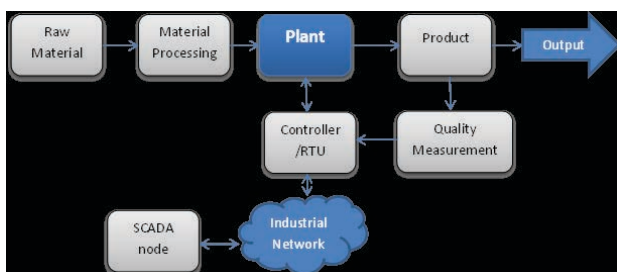 Raw
Material
Material
Processing
Plant
Product
Output
Controller
/RTU
Quality
Measurement
SCADA
node
Industrial
Network